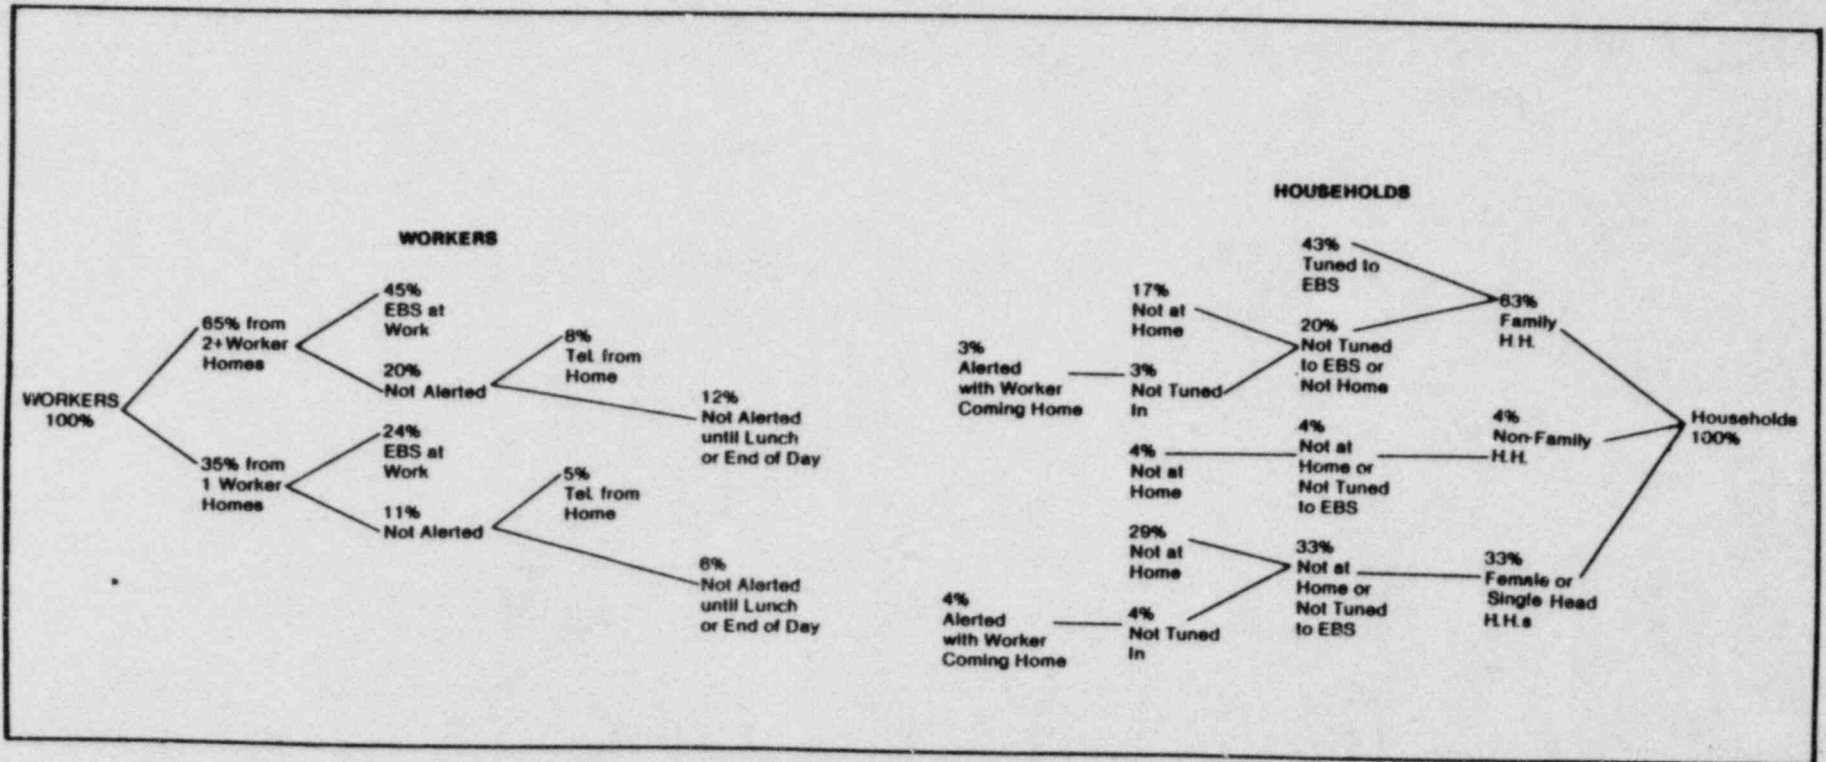 WORKERS
WORKERS
100%
65% from
2+Worker
Homes
35% from
1 Worker
Homes
45%
EBS at
Work
20%
Not Alerted
24%
EBS at
Work
11%
Not Alerted
8%
Tel. from
Home
5%
Tel. from
Home
12%
Not Alerted
until Lunch
or End of Day
6%
Not Alerted
until Lunch
or End of Day
HOUSEHOLDS
3%
Alerted
with Worker
Coming Home
4%
Alerted
with Worker
Coming Home
17%
Not at
Home
3%
Not Tuned
In
4%
Not at
Home
29%
Not at
Home
4%
Not Tuned
In
43%
Tuned to
EBS
20%
Not Tuned
to EBS or
Not Home
4%
Not at
Home or
Not Tuned
to EBS
33%
Not at
Home or
Not Tuned
to EBS
63%
Family
H.H.
4%
Non-Family
H.H.
33%
Female or
Single Head
H.H.s
Households
100%